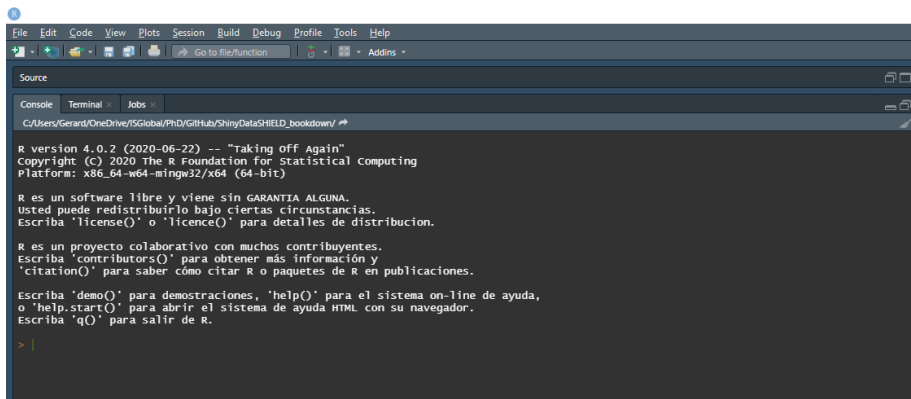 R
File Edit Code View Plots Session Build Debug Profile Tools Help
Go to file/function Addins
Source
Console Terminal Jobs
C:/Users/Gerard/OneDrive/ISGlobal/PhD/GitHub/ShinyDataSHIELD_bookdown/
R version 4.0.2 (2020-06-22) -- "Taking Off Again"
Copyright (C) 2020 The R Foundation for Statistical Computing
Platform: x86_64-w64-mingw32/x64 (64-bit)
R es un software libre y viene sin GARANTIA ALGUNA.
Usted puede redistribuirlo bajo ciertas circunstancias.
Escriba 'license()' o 'licence()' para detalles de distribucion.
R es un proyecto colaborativo con muchos contribuyentes.
Escriba 'contributors()' para obtener más información y
'citation()' para saber cómo citar R o paquetes de R en publicaciones.
Escriba 'demo()' para demostraciones, 'help()' para el sistema on-line de ayuda,
o 'help.start()' para abrir el sistema de ayuda HTML con su navegador.
Escriba 'q()' para salir de R.
>